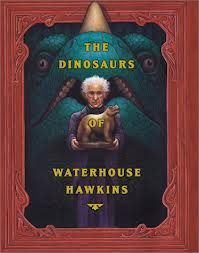 THE
DINOSAURS
OF
WATERHOUSE
HAWKINS